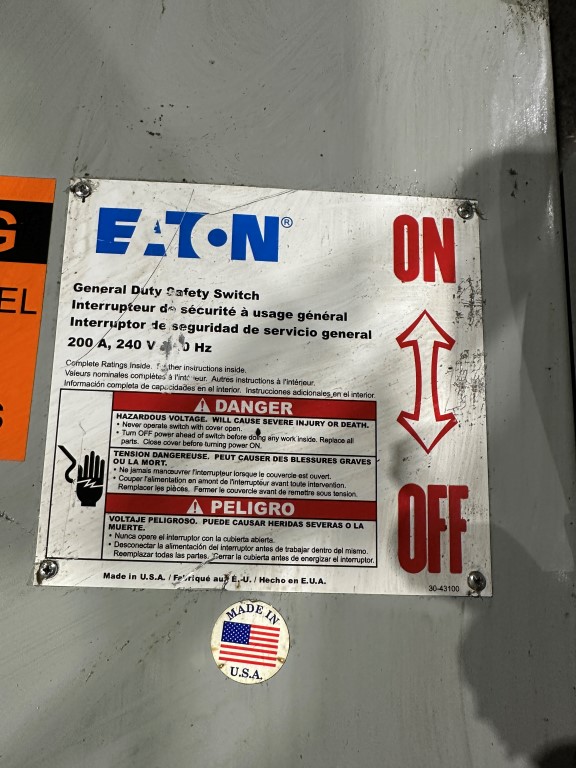 G
EL
S
EATON®
General Duty Safety Switch
Interrupteur de sécurité à usage général
Interruptor de seguridad de servicio general
200 A, 240 V Hz
Complete Ratings Inside. Further instructions inside.
Valeurs nominales complètes à l'intérieur. Autres instructions à l'intérieur.
Información completa de capacidades en el interior. Instrucciones adicionales en el interior.
DANGER
HAZARDOUS VOLTAGE. WILL CAUSE SEVERE INJURY OR DEATH.
• Never operate switch with cover open.
• Turn OFF power ahead of switch before doing any work inside. Replace all
parts. Close cover before turning power ON.
TENSION DANGEREUSE. PEUT CAUSER DES BLESSURES GRAVES
OU LA MORT.
• Ne jamais manœuvrer l'interrupteur lorsque le couvercle est ouvert.
• Couper l'alimentation en amont de l'interrupteur avant toute intervention.
Remplacer les pièces. Fermer le couvercle avant de remettre sous tension.
PELIGRO
VOLTAJE PELIGROSO. PUEDE CAUSAR HERIDAS SEVERAS O LA
MUERTE.
• Nunca opere el interruptor con la cubierta abierta.
• Desconectar la alimentación del interruptor antes de trabajar dentro del mismo.
Reemplazar todas las partes. Cerrar la cubierta antes de energizar el interruptor.
Made in U.S.A. / Fabriqué aux É.-U. / Hecho en E.U.A.
ON
OFF
30-43100
MADE IN
U.S.A.